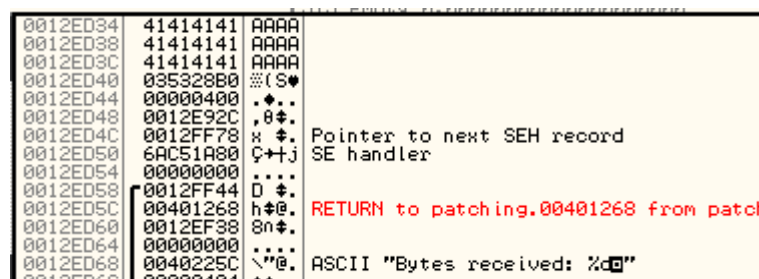 0012ED34 41414141 AAAA
0012ED38 41414141 AAAA
0012ED3C 41414141 AAAA
0012ED40 035328B0 ░(S♥
0012ED44 00000400 .♦..
0012ED48 0012E92C ,θ↕.
0012ED4C 0012FF78 x ↕. Pointer to next SEH record
0012ED50 6AC51A80 Ç→┼j SE handler
0012ED54 00000000 ....
0012ED58 0012FF44 D ↕.
0012ED5C 00401268 h↕@. RETURN to patching.00401268 from patch
0012ED60 0012EF38 8∩↕.
0012ED64 00000000 ....
0012ED68 0040225C \"@. ASCII "Bytes received: %d◙"